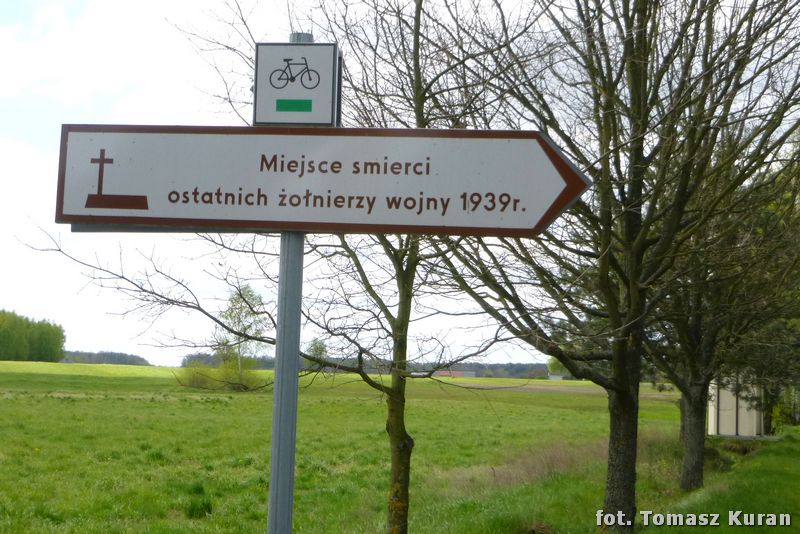 Miejsce smierci
ostatnich żołnierzy wojny 1939r.
fot. Tomasz Kuran